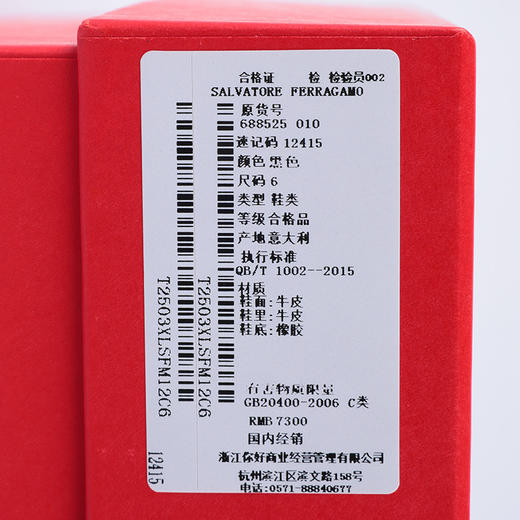 合格证 检 检验员002
SALVATORE FERRAGAMO
原货号
688525 010
速记码 12415
颜色 黑色
尺码 6
类型 鞋类
等级合格品
产地意大利
执行标准
QB/T 1002--2015
材质
鞋面:牛皮
鞋里:牛皮
鞋底:橡胶
有害物质限量
GB20400-2006 C类
RMB 7300
国内经销
浙江你好商业经营管理有限公司
杭州滨江区滨文路158号
电话:0571-88840677
T2503XLSFM12C6
T2503XLSFM12C6
12415